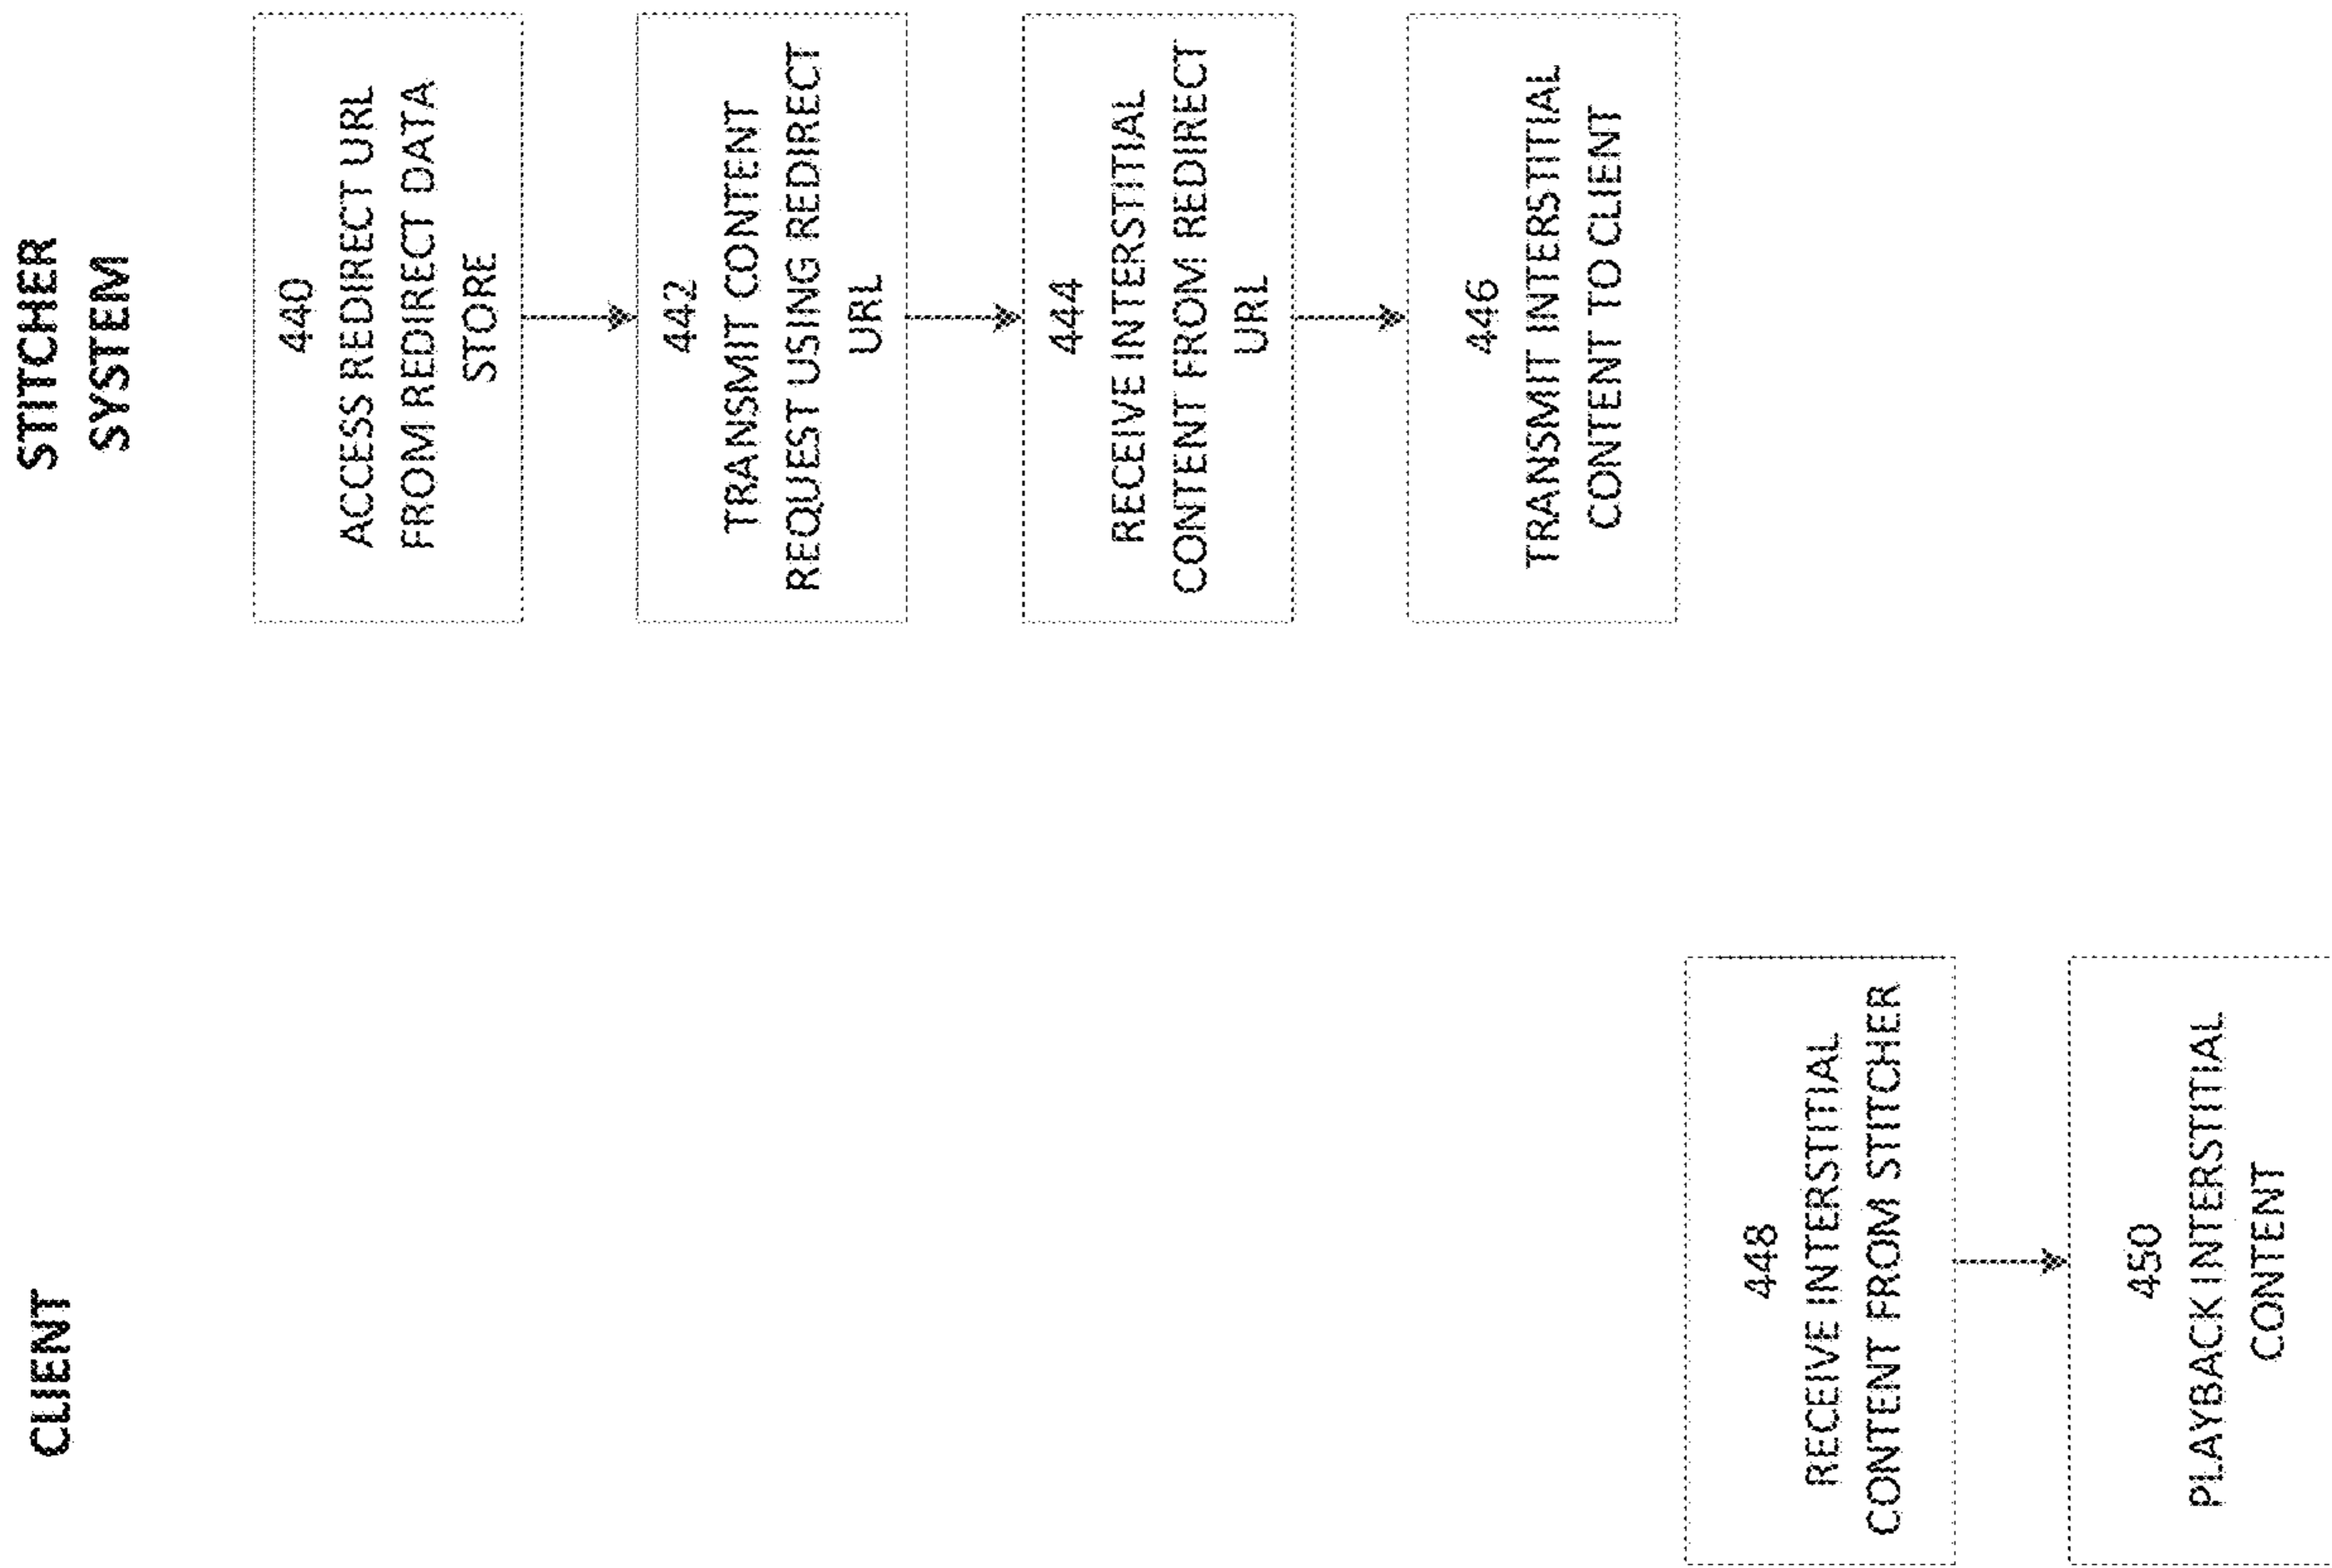 CLIENT
STITCHER
SYSTEM
440
ACCESS REDIRECT URL
FROM REDIRECT DATA
STORE
442
TRANSMIT CONTENT
REQUEST USING REDIRECT
URL
444
RECEIVE INTERSTITIAL
CONTENT FROM REDIRECT
URL
446
TRANSMIT INTERSTITIAL
CONTENT TO CLIENT
448
RECEIVE INTERSTITIAL
CONTENT FROM STITCHER
450
PLAYBACK INTERSTITIAL
CONTENT